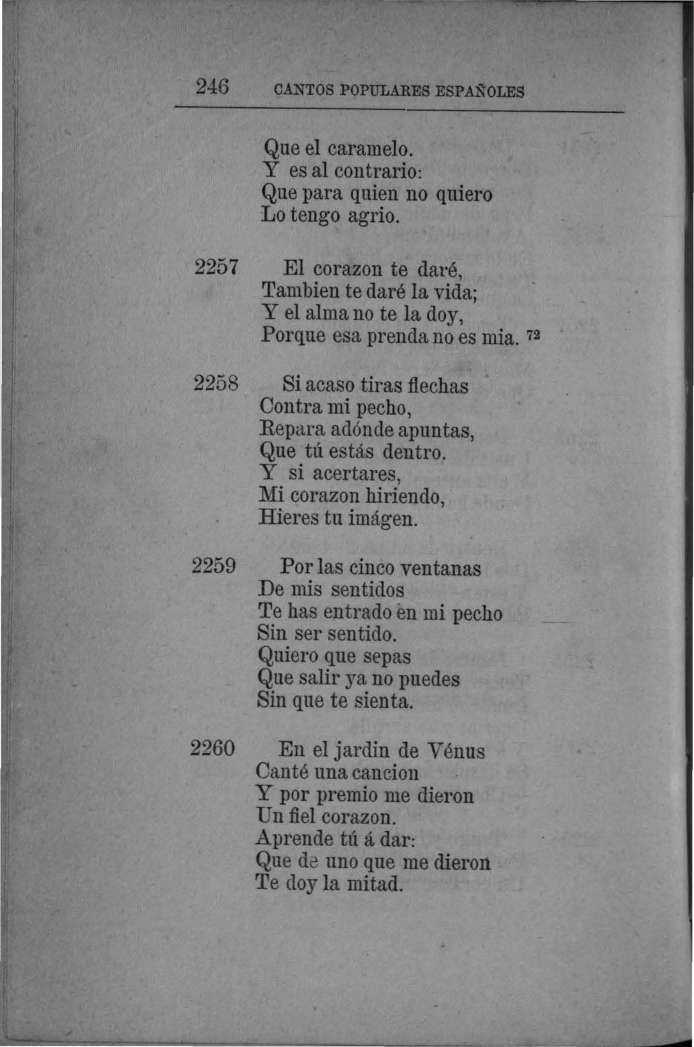 246 CANTOS POPULARES ESPAÑOLES
Que el caramelo.
Y es al contrario:
Que para quien no quiero
Lo tengo agrio.
2257 El corazon te daré,
Tambien te daré la vida;
Y el alma no te la doy,
Porque esa prenda no es mia. 72
2258 Si acaso tiras flechas
Contra mi pecho,
Repara adónde apuntas,
Que tú estás dentro.
Y si acertares,
Mi corazon hiriendo,
Hieres tu imágen.
2259 Por las cinco ventanas
De mis sentidos
Te has entrado en mi pecho
Sin ser sentido.
Quiero que sepas
Que salir ya no puedes
Sin que te sienta.
2260 En el jardin de Vénus
Canté una cancion
Y por premio me dieron
Un fiel corazon.
Aprende tú á dar:
Que de uno que me dieron
Te doy la mitad.